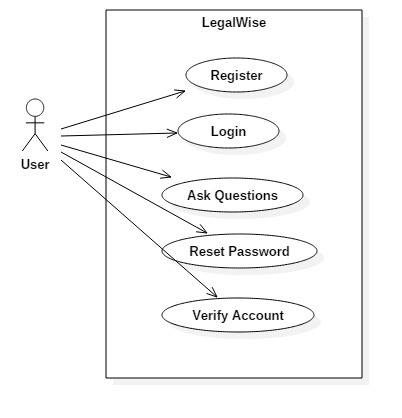 LegalWise
Register
Login
User
Ask Questions
Reset Password
Verify Account